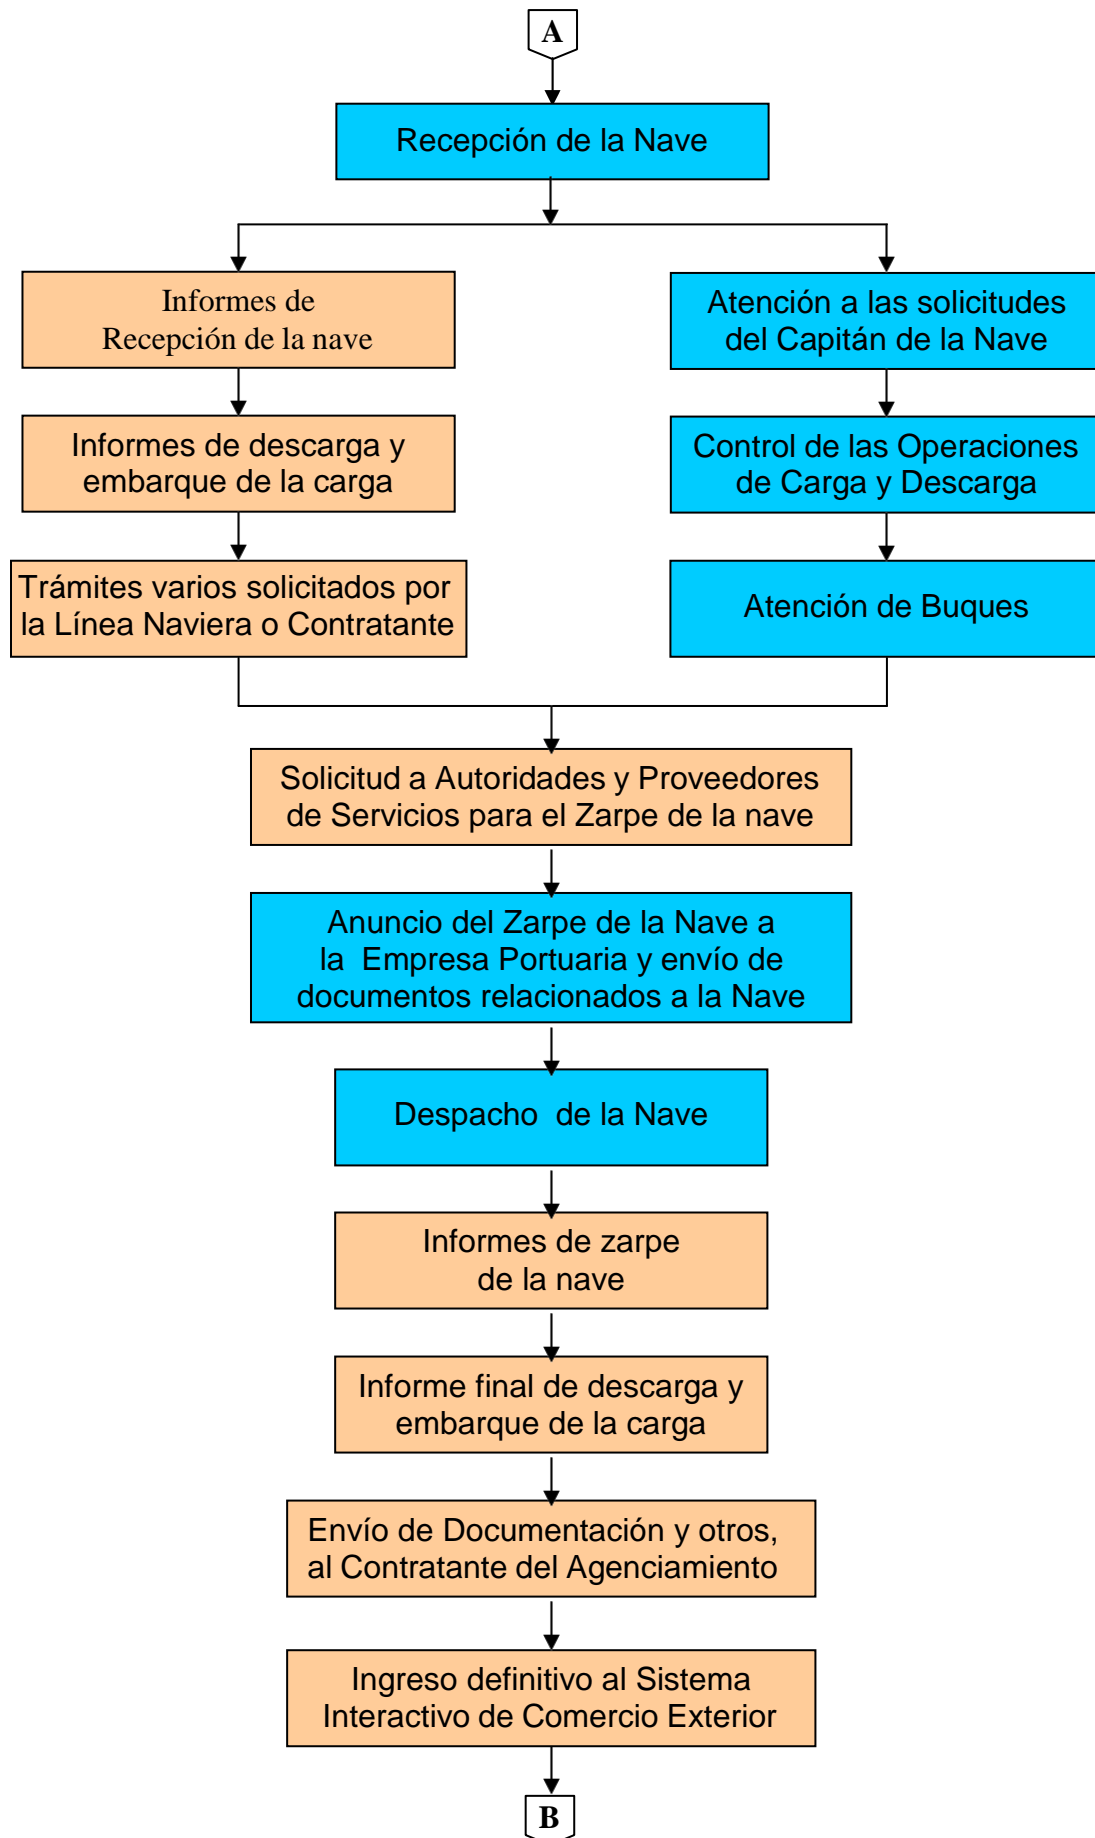 A
Recepción de la Nave
Informes de
Recepción de la nave
Atención a las solicitudes
del Capitán de la Nave
Informes de descarga y
embarque de la carga
Control de las Operaciones
de Carga y Descarga
Trámites varios solicitados por
la Línea Naviera o Contratante
Atención de Buques
Solicitud a Autoridades y Proveedores
de Servicios para el Zarpe de la nave
Anuncio del Zarpe de la Nave a
la Empresa Portuaria y envío de
documentos relacionados a la Nave
Despacho de la Nave
Informes de zarpe
de la nave
Informe final de descarga y
embarque de la carga
Envío de Documentación y otros,
al Contratante del Agenciamiento
Ingreso definitivo al Sistema
Interactivo de Comercio Exterior
B